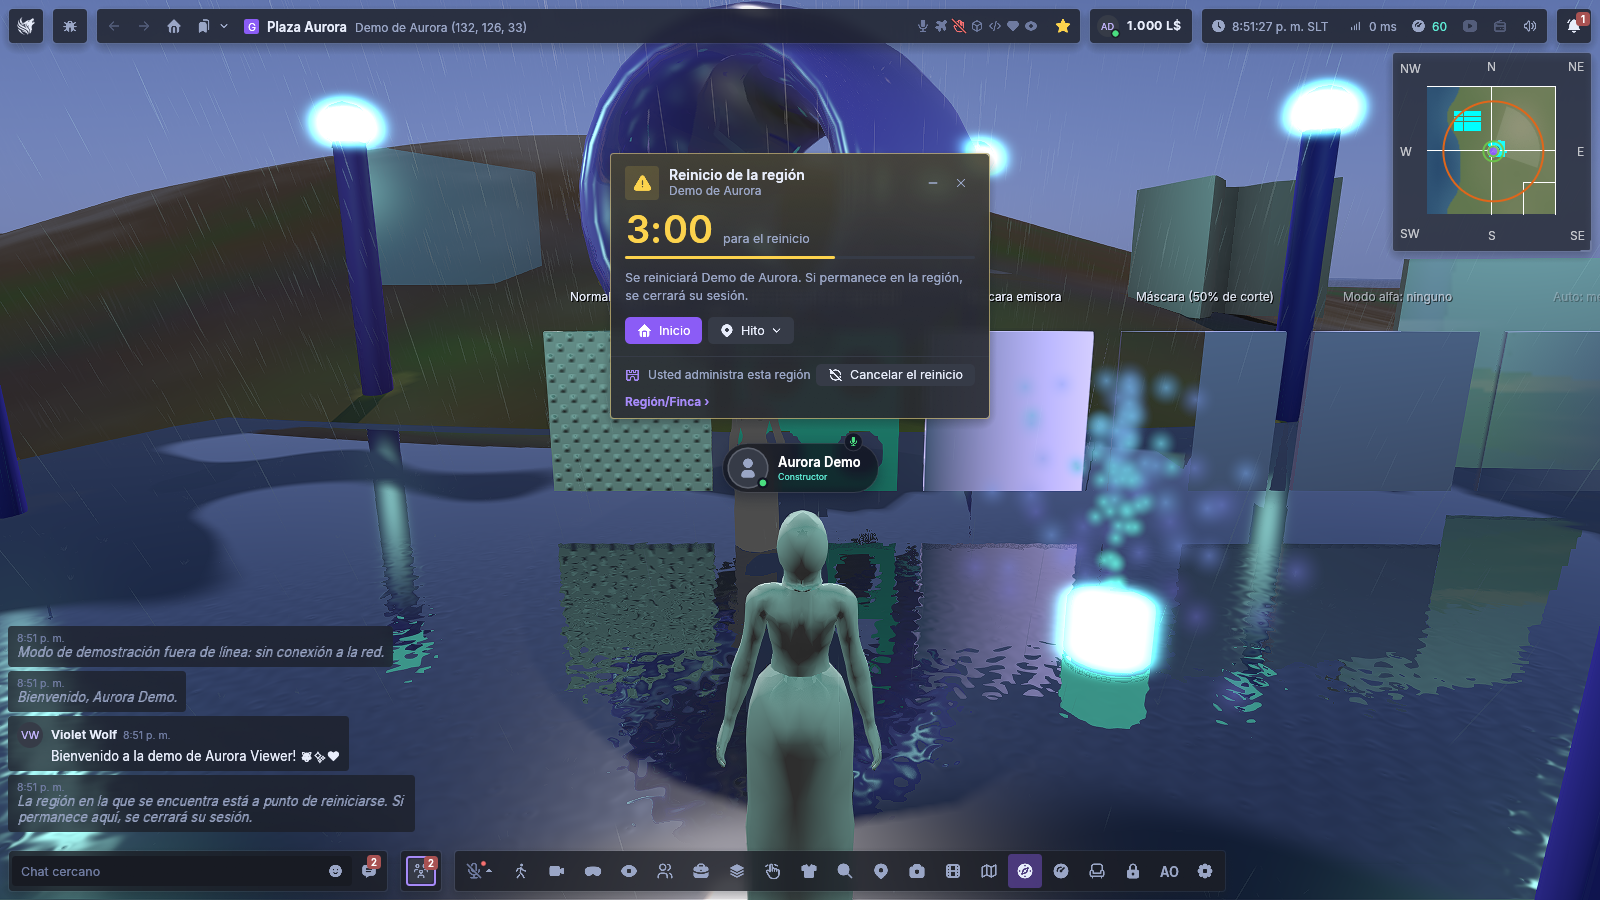 G Plaza Aurora Demo de Aurora (132, 126, 33)
AD 1.000 L$
8:51:27 p. m. SLT 0 ms 60
1
NW N NE
W E
SW S SE
Reinicio de la región
Demo de Aurora
3:00 para el reinicio
Se reiniciará Demo de Aurora. Si permanece en la región,
se cerrará su sesión.
Inicio Hito
Usted administra esta región Cancelar el reinicio
Región/Finca ›
Normal
cara emisora
Máscara (50% de corte)
Modo alfa: ninguno
Auto: m
Aurora Demo
Constructor
8:51 p. m.
Modo de demostración fuera de línea: sin conexión a la red.
8:51 p. m.
Bienvenido, Aurora Demo.
VW Violet Wolf 8:51 p. m.
Bienvenido a la demo de Aurora Viewer!
8:51 p. m.
La región en la que se encuentra está a punto de reiniciarse. Si
permanece aquí, se cerrará su sesión.
Chat cercano
2
2
AO